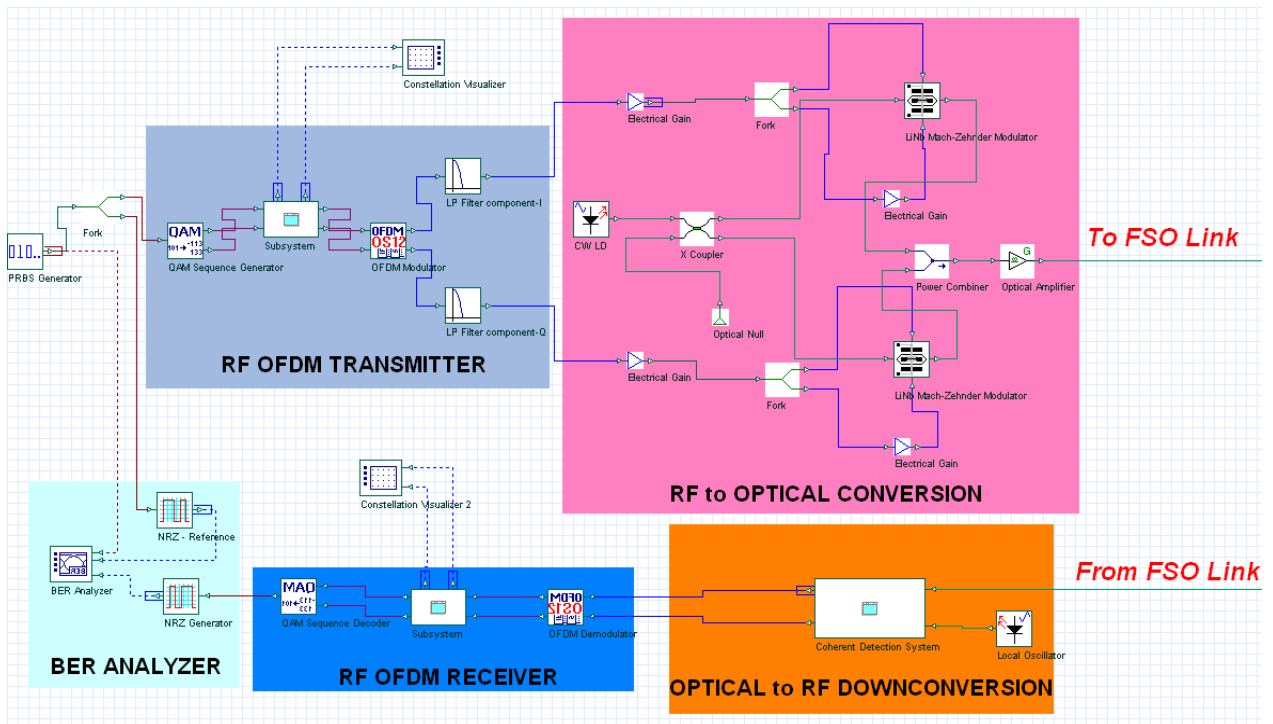 Constellation Visualizer
Electrical Gain
Fork
LiNb Mach-Zehnder Modulator
LP Filter component-I
Fork
PRBS Generator
QAM
101 → -113
133
QAM Sequence Generator
Subsystem
OFDM
OS12
OFDM Modulator
CW LD
X Coupler
Electrical Gain
To FSO Link
Power Combiner
G
Optical Amplifier
LP Filter component-Q
Optical Null
RF OFDM TRANSMITTER
Electrical Gain
Fork
LiNb Mach-Zehnder Modulator
Electrical Gain
RF to OPTICAL CONVERSION
Constellation Visualizer 2
NRZ - Reference
BER Analyzer
NRZ Generator
BER ANALYZER
QAM Sequence Decoder
Subsystem
OFDM Demodulator
RF OFDM RECEIVER
From FSO Link
Coherent Detection System
Local Oscillator
OPTICAL to RF DOWNCONVERSION